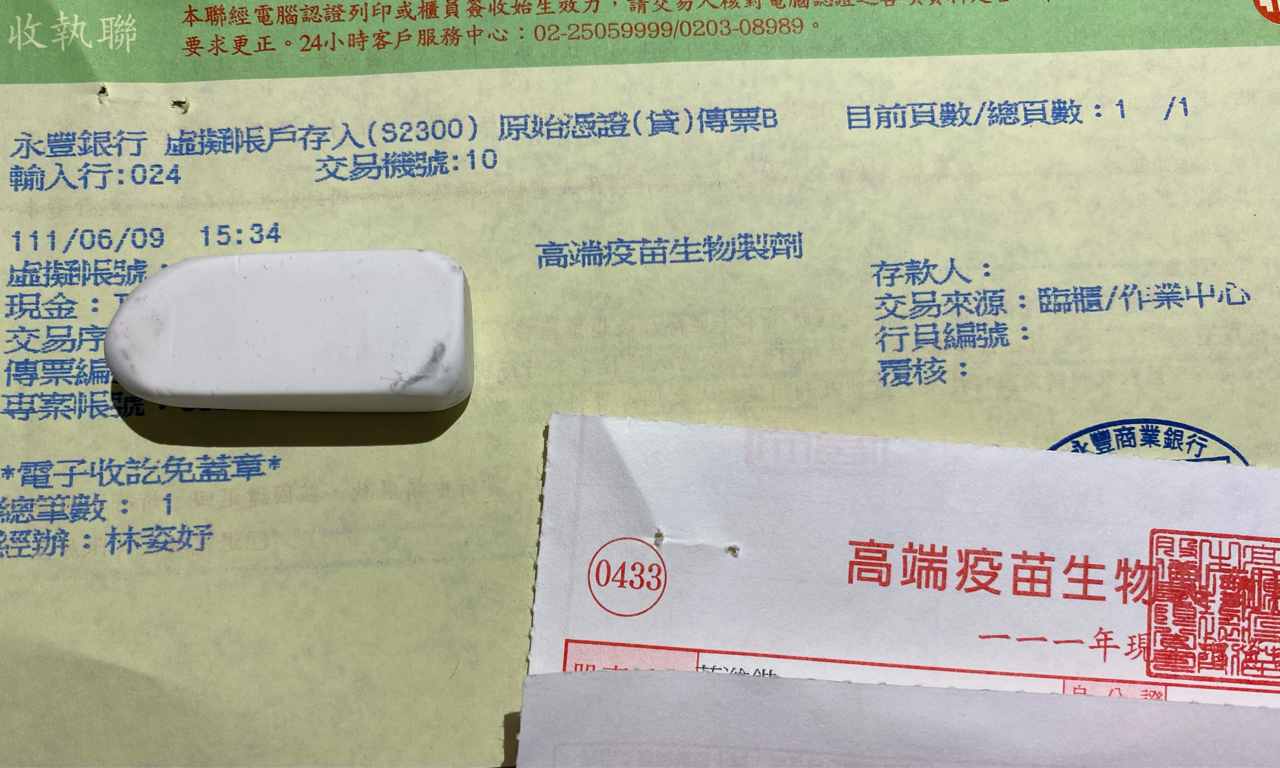 收執聯
本聯經電腦認證列印或櫃員簽收始生效力，請交易人核對電腦認證之各項資料是否
要求更正。24小時客戶服務中心：02-25059999/0203-08989。
永豐銀行 虛擬帳戶存入(S2300) 原始憑證(貸)傳票B 目前頁數/總頁數：1 /1
輸入行:024 交易機號:10
111/06/09 15:34 高端疫苗生物製劑
虛擬帳號： 存款人：
現金： 交易來源：臨櫃/作業中心
交易序 行員編號：
傳票編 覆核：
專案帳號：
*電子收訖免蓋章*
總筆數： 1
經辦：林姿妤
永豐商業銀行
0433
高端疫苗生物
一一一年現